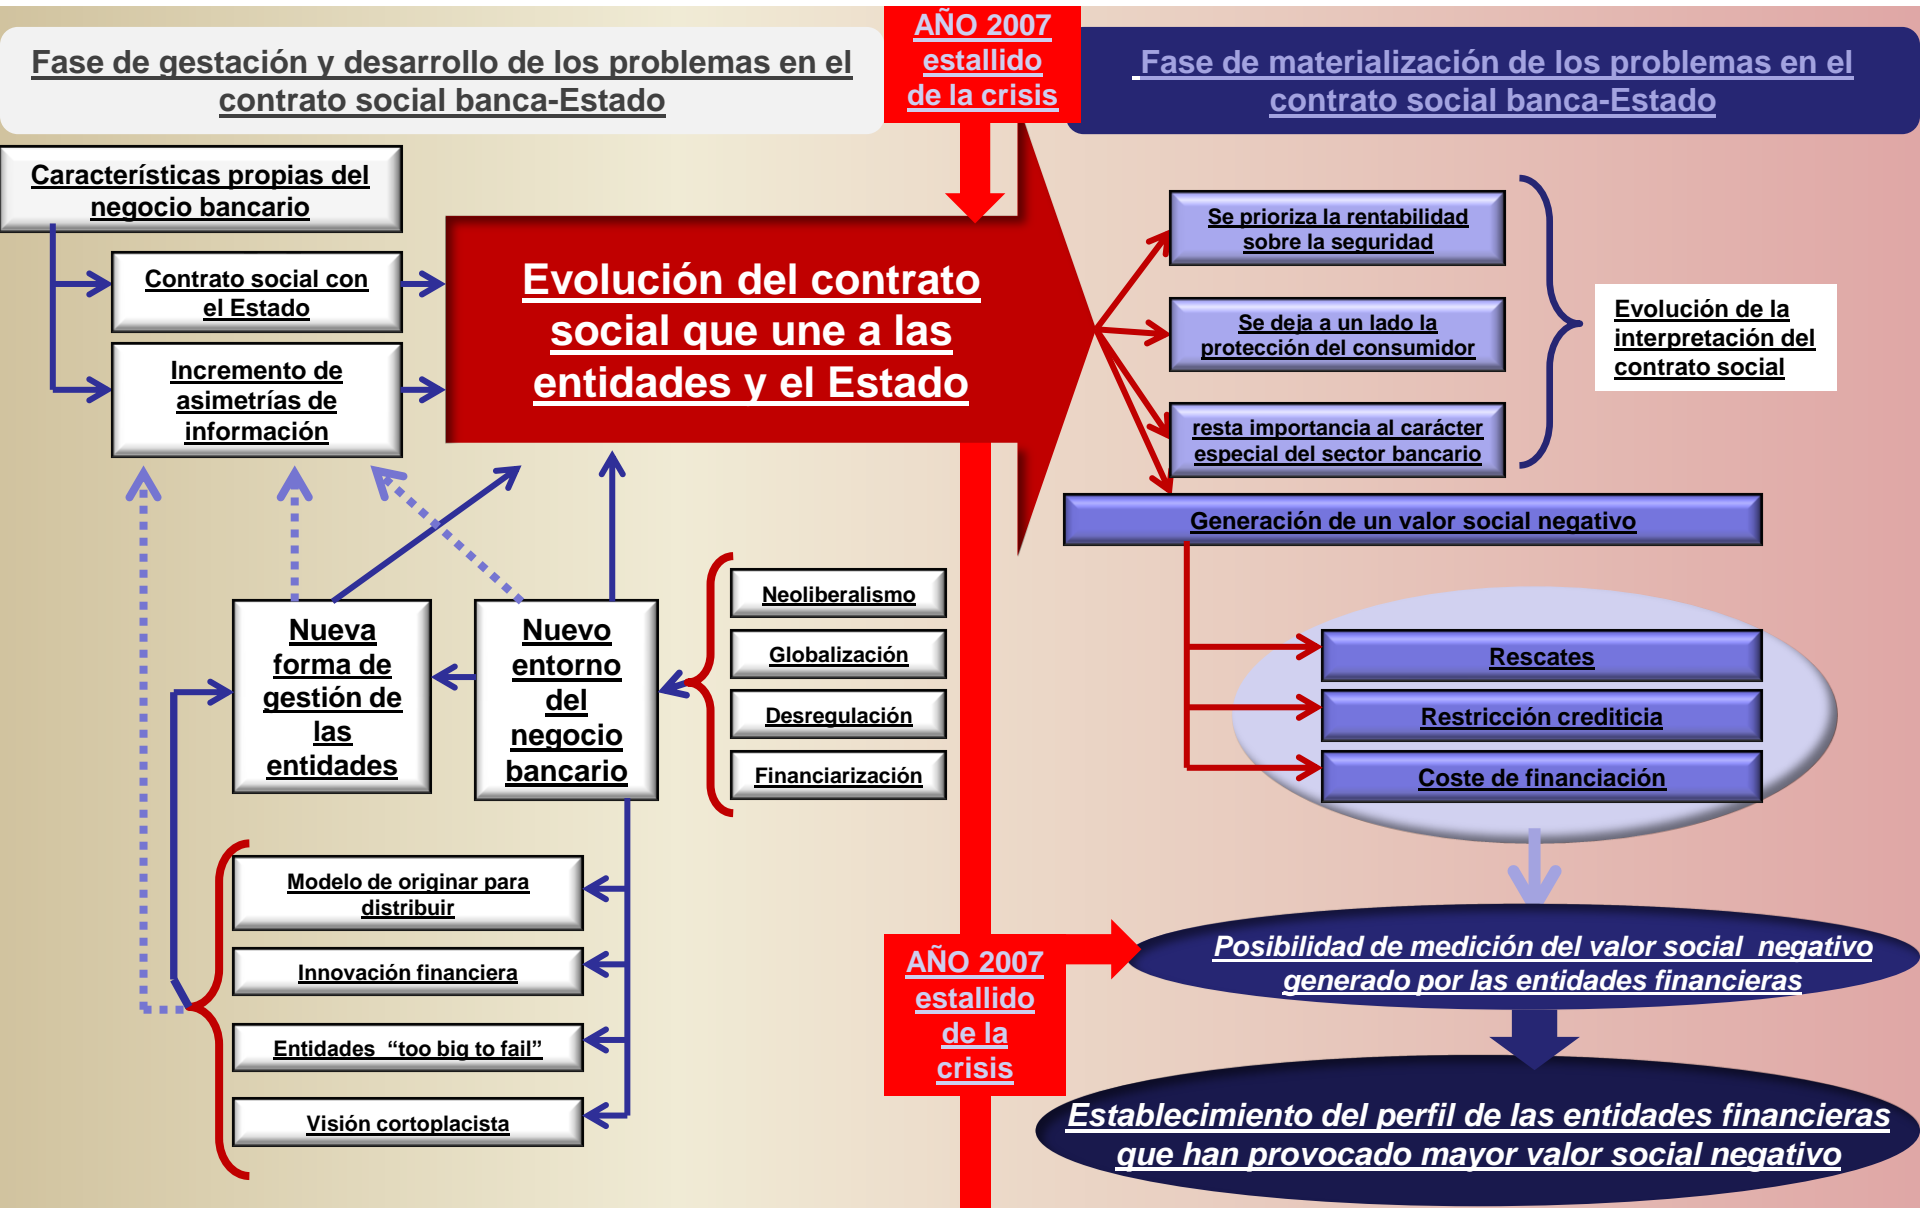 Fase de gestación y desarrollo de los problemas en el
contrato social banca-Estado
AÑO 2007
estallido
de la crisis
Fase de materialización de los problemas en el
contrato social banca-Estado
Características propias del
negocio bancario
Contrato social con
el Estado
Incremento de
asimetrías de
información
Evolución del contrato
social que une a las
entidades y el Estado
Se prioriza la rentabilidad
sobre la seguridad
Se deja a un lado la
protección del consumidor
resta importancia al carácter
especial del sector bancario
Evolución de la
interpretación del
contrato social
Generación de un valor social negativo
Nueva
forma de
gestión de
las
entidades
Nuevo
entorno
del
negocio
bancario
Neoliberalismo
Globalización
Desregulación
Financiarización
Rescates
Restricción crediticia
Coste de financiación
Modelo de originar para
distribuir
Innovación financiera
Entidades “too big to fail”
Visión cortoplacista
AÑO 2007
estallido
de la
crisis
Posibilidad de medición del valor social negativo
generado por las entidades financieras
Establecimiento del perfil de las entidades financieras
que han provocado mayor valor social negativo